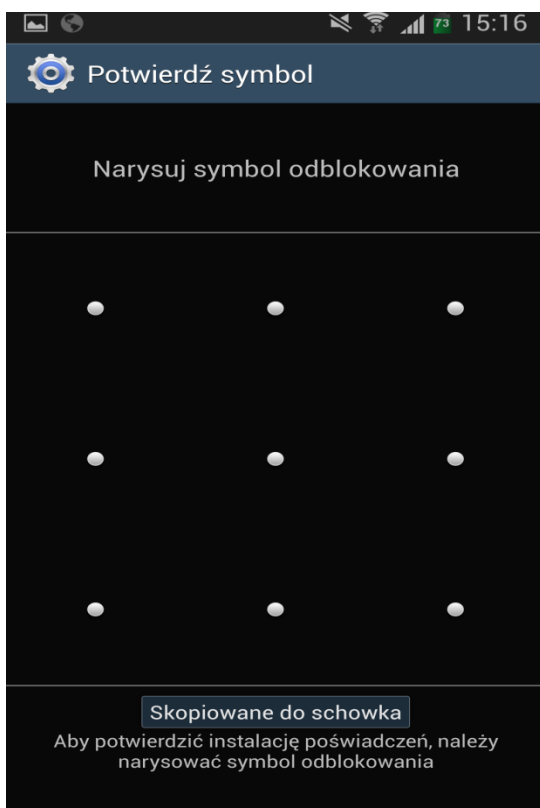 73 15:16
Potwierdź symbol
Narysuj symbol odblokowania
Skopiowane do schowka
Aby potwierdzić instalację poświadczeń, należy
narysować symbol odblokowania